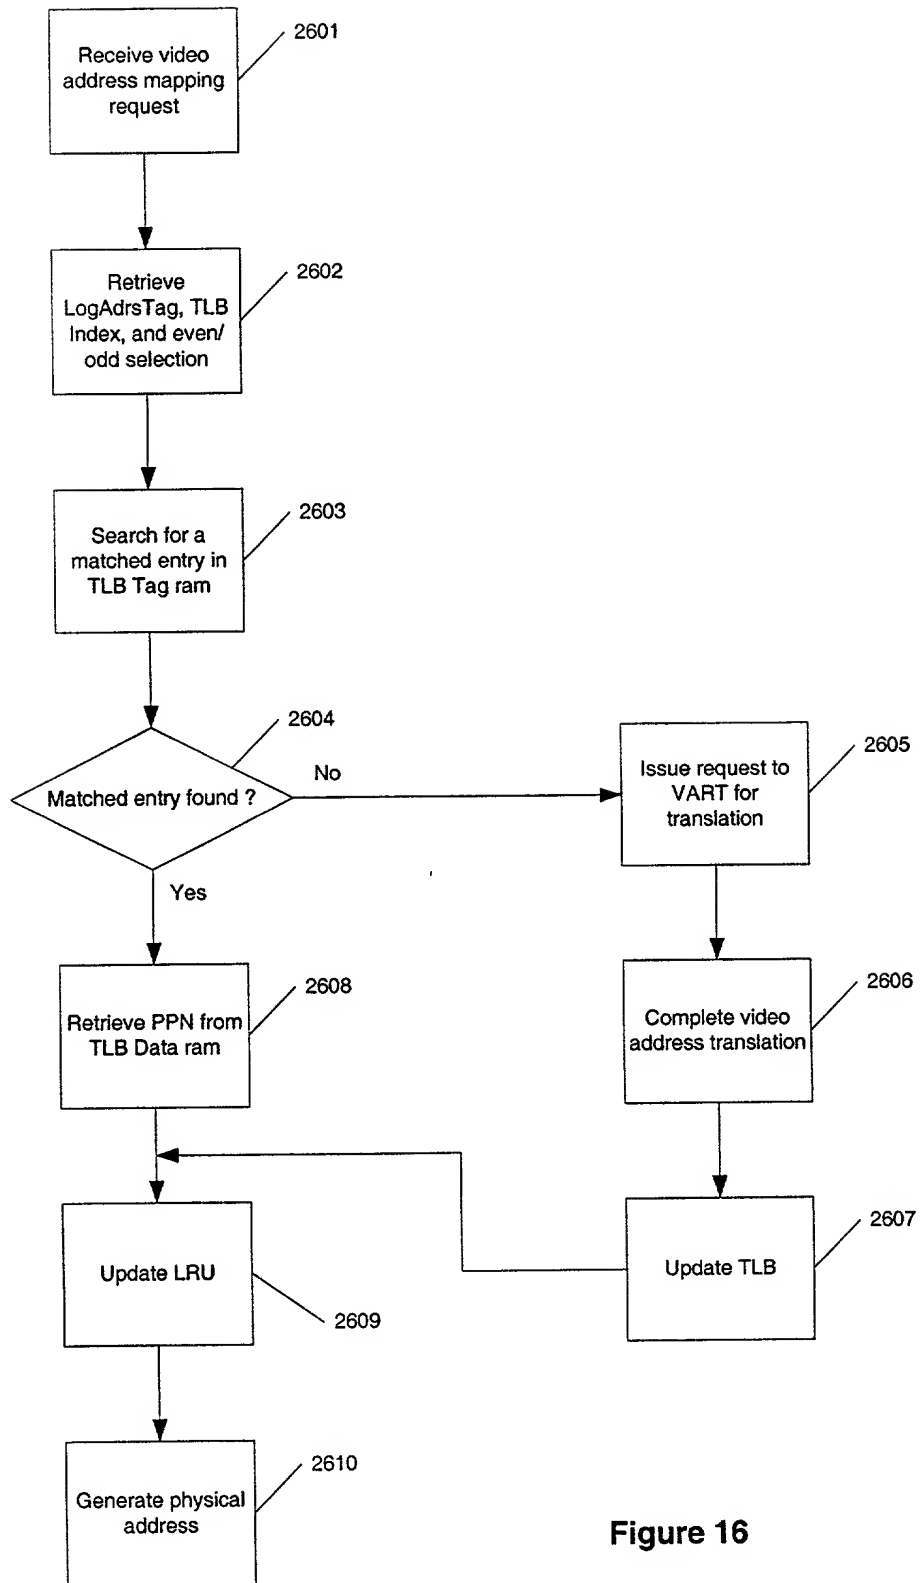 Receive video
address mapping
request
2601
Retrieve
LogAdrsTag, TLB
Index, and even/
odd selection
2602
Search for a
matched entry in
TLB Tag ram
2603
Matched entry found ?
2604
No
Yes
Issue request to
VART for
translation
2605
Complete video
address translation
2606
Update TLB
2607
Retrieve PPN from
TLB Data ram
2608
Update LRU
2609
Generate physical
address
2610
Figure 16